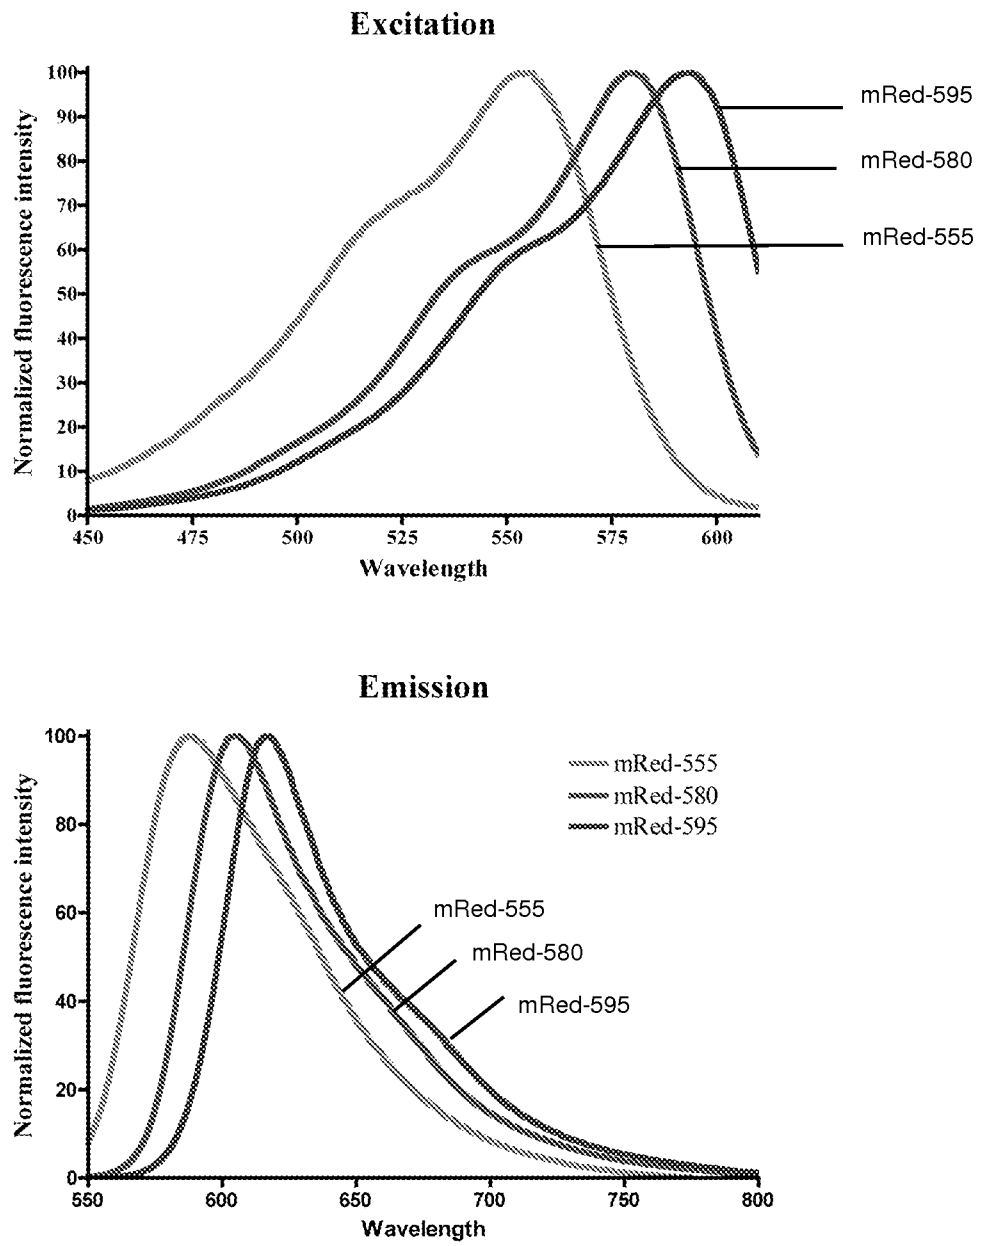 Excitation
Normalized fluorescence intensity
100
90
80
70
60
50
40
30
20
10
0
450 475 500 525 550 575 600
Wavelength
mRed-595
mRed-580
mRed-555
Emission
Normalized fluorescence intensity
100
80
60
40
20
0
550 600 650 700 750 800
Wavelength
mRed-555
mRed-580
mRed-595
mRed-555
mRed-580
mRed-595